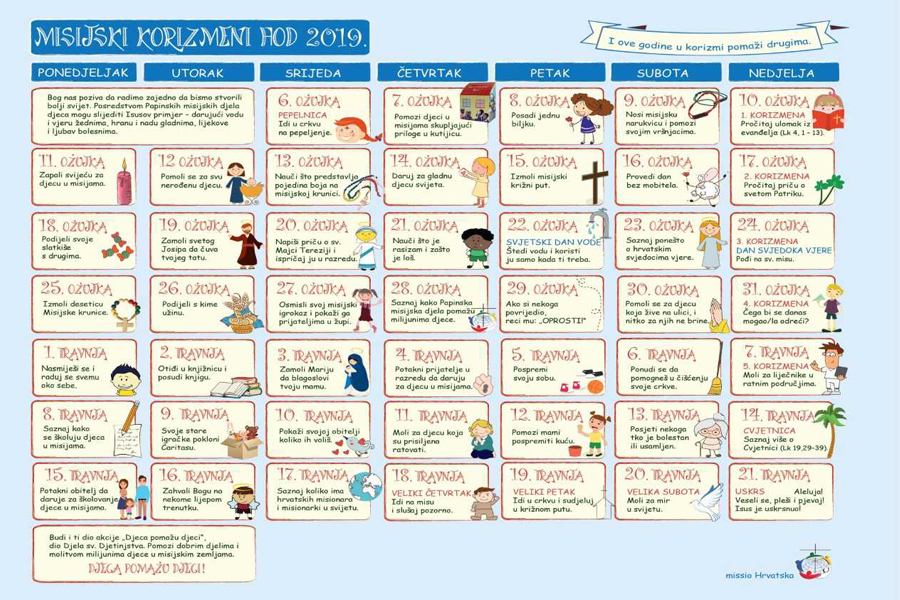 MISIJSKI KORIZMENI HOD 2019.
I ove godine u korizmi pomaži drugima.
PONEDJELJAK
UTORAK
SRIJEDA
ČETVRTAK
PETAK
SUBOTA
NEDJELJA
Bog nas poziva da radimo zajedno da bismo stvorili
bolji svijet. Posredstvom Papinskih misijskih djela
djeca mogu slijediti Isusov primjer – darujući vodu
i vjeru žednima, hranu i nadu gladnima, lijekove
i ljubav bolesnima.
6. OŽUJKA
PEPELNICA
Idi u crkvu
na pepeljenje.
7. OŽUJKA
Pomozi djeci u
misijama skupljajući
priloge u kutijicu.
8. OŽUJKA
Posadi jednu
biljku.
9. OŽUJKA
Nosi misijsku
narukvicu i pomozi
svojim vršnjacima.
10. OŽUJKA
1. KORIZMENA
Pročitaj ulomak iz
evanđelja (Lk 4, 1 – 13).
11. OŽUJKA
Zapali svijeću za
djecu u misijama.
12 OŽUJKA
Pomoli se za svu
nerođenu djecu.
13. OŽUJKA
Nauči što predstavlja
pojedina boja na
misijskoj krunici.
14. OŽUJKA
Daruj za gladnu
djecu svijeta.
15. OŽUJKA
Izmoli misijski
križni put.
16. OŽUJKA
Provedi dan
bez mobitela.
17. OŽUJKA
2. KORIZMENA
Pročitaj priču o
svetom Patriku.
18. OŽUJKA
Podijeli svoje
slatkiše
s drugima.
19. OŽUJKA
Zamoli svetog
Josipa da čuva
tvojeg tatu.
20. OŽUJKA
Napiši priču o sv.
Majci Tereziji i
ispričaj ju u razredu.
21. OŽUJKA
Nauči što je
rasizam i zašto
je loš.
22. OŽUJKA
SVJETSKI DAN VODE
Štedi vodu i koristi
ju samo kada ti treba.
23. OŽUJKA
Saznaj ponešto
o hrvatskim
svjedocima vjere.
24. OŽUJKA
3. KORIZMENA
DAN SVJEDOKA VJERE
Pođi na sv. misu.
25. OŽUJKA
Izmoli deseticu
Misijske krunice.
26. OŽUJKA
Podijeli s kime
užinu.
27. OŽUJKA
Osmisli svoj misijski
igrokaz i pokaži ga
prijateljima u župi.
28. OŽUJKA
Saznaj kako Papinska
misijska djela pomažu
milijunima djece.
29. OŽUJKA
Ako si nekoga
povrijedio,
reci mu: „OPROSTI!“
30. OŽUJKA
Pomoli se za djecu
koja žive na ulici, i
nitko za njih ne brine.
31. OŽUJKA
4. KORIZMENA
Čega bi se danas
mogao/la odreći?
1. TRAVNJA
Nasmiješi se i
raduj se svemu
oko sebe.
2. TRAVNJA
Otiđi u knjižnicu i
posudi knjigu.
3. TRAVNJA
Zamoli Mariju
da blagoslovi
tvoju mamu.
4. TRAVNJA
Potakni prijatelje u
razredu da daruju
za djecu u misijama.
5. TRAVNJA
Pospremi
svoju sobu.
6. TRAVNJA
Ponudi se da
pomogneš u čišćenju
svoje crkve.
7. TRAVNJA
5. KORIZMENA
Moli za liječnike u
ratnim područjima.
8. TRAVNJA
Saznaj kako
se školuju djeca
u misijama.
9. TRAVNJA
Svoje stare
igračke pokloni
Caritasu.
10. TRAVNJA
Pokaži svojoj obitelji
koliko ih voliš.
11. TRAVNJA
Moli za djecu koja
su prisiljena
ratovati.
12. TRAVNJA
Pomozi mami
pospremiti kuću.
13. TRAVNJA
Posjeti nekoga
tko je bolestan
ili usamljen.
14. TRAVNJA
CVJETNICA
Saznaj više o
Cvjetnici (Lk 19,29-39).
15. TRAVNJA
Potakni obitelj da
daruje za školovanje
djece u misijama.
16. TRAVNJA
Zahvali Bogu na
nekome lijepom
trenutku.
17. TRAVNJA
Saznaj koliko ima
hrvatskih misionara
i misionarki u svijetu.
18. TRAVNJA
VELIKI ČETVRTAK
Idi na misu
i slušaj pozorno.
19. TRAVNJA
VELIKI PETAK
Idi u crkvu i sudjeluj
u križnom putu.
20. TRAVNJA
VELIKA SUBOTA
Moli za mir
u svijetu.
21. TRAVNJA
USKRS Aleluja!
Veseli se, pleši i pjevaj!
Isus je uskrsnuo!
Budi i ti dio akcije „Djeca pomažu djeci“,
dio Djela sv. Djetinjstva. Pomozi dobrim djelima i
molitvom milijunima djece u misijskim zemljama.
DJECA POMAŽU DJECI!
missio Hrvatska